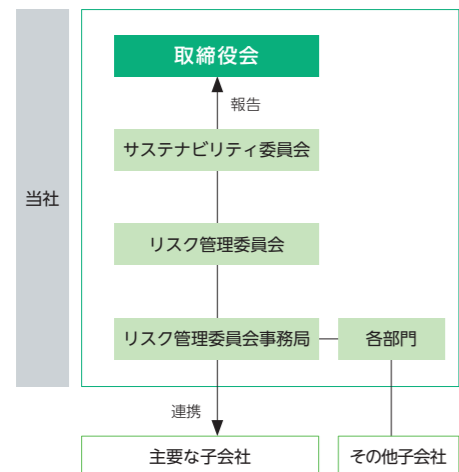 取締役会
報告
サステナビリティ委員会
当社
リスク管理委員会
リスク管理委員会事務局
各部門
連携
主要な子会社
その他子会社